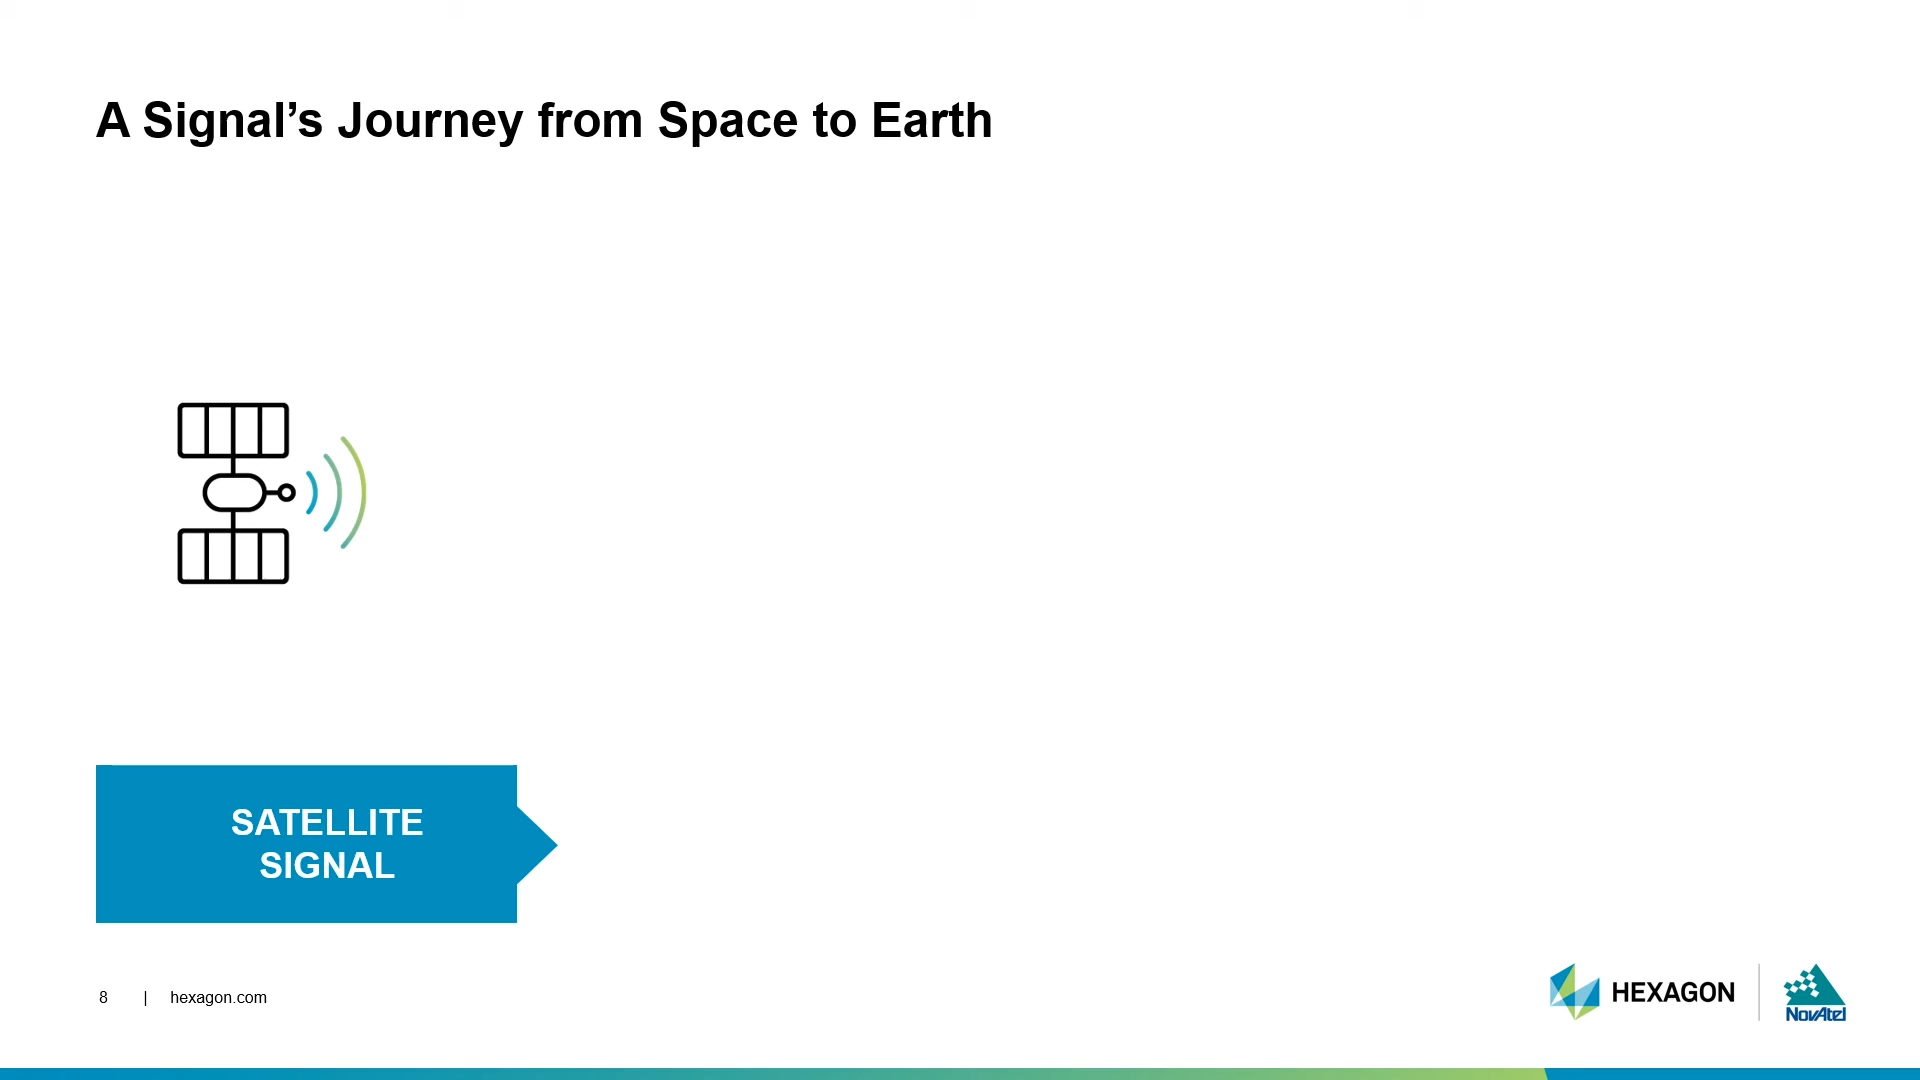 A Signal’s Journey from Space to Earth
SATELLITE
SIGNAL
8 | hexagon.com
HEXAGON
NovAtel